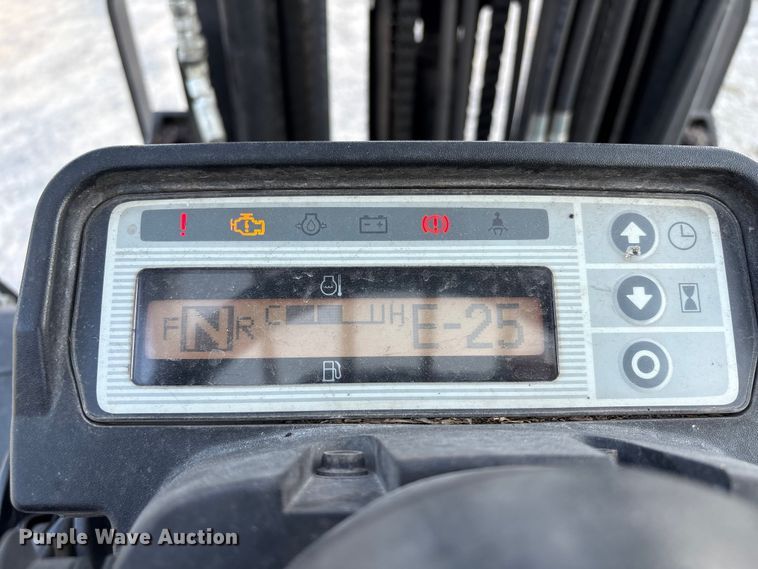 F N R C H E-25
Purple Wave Auction